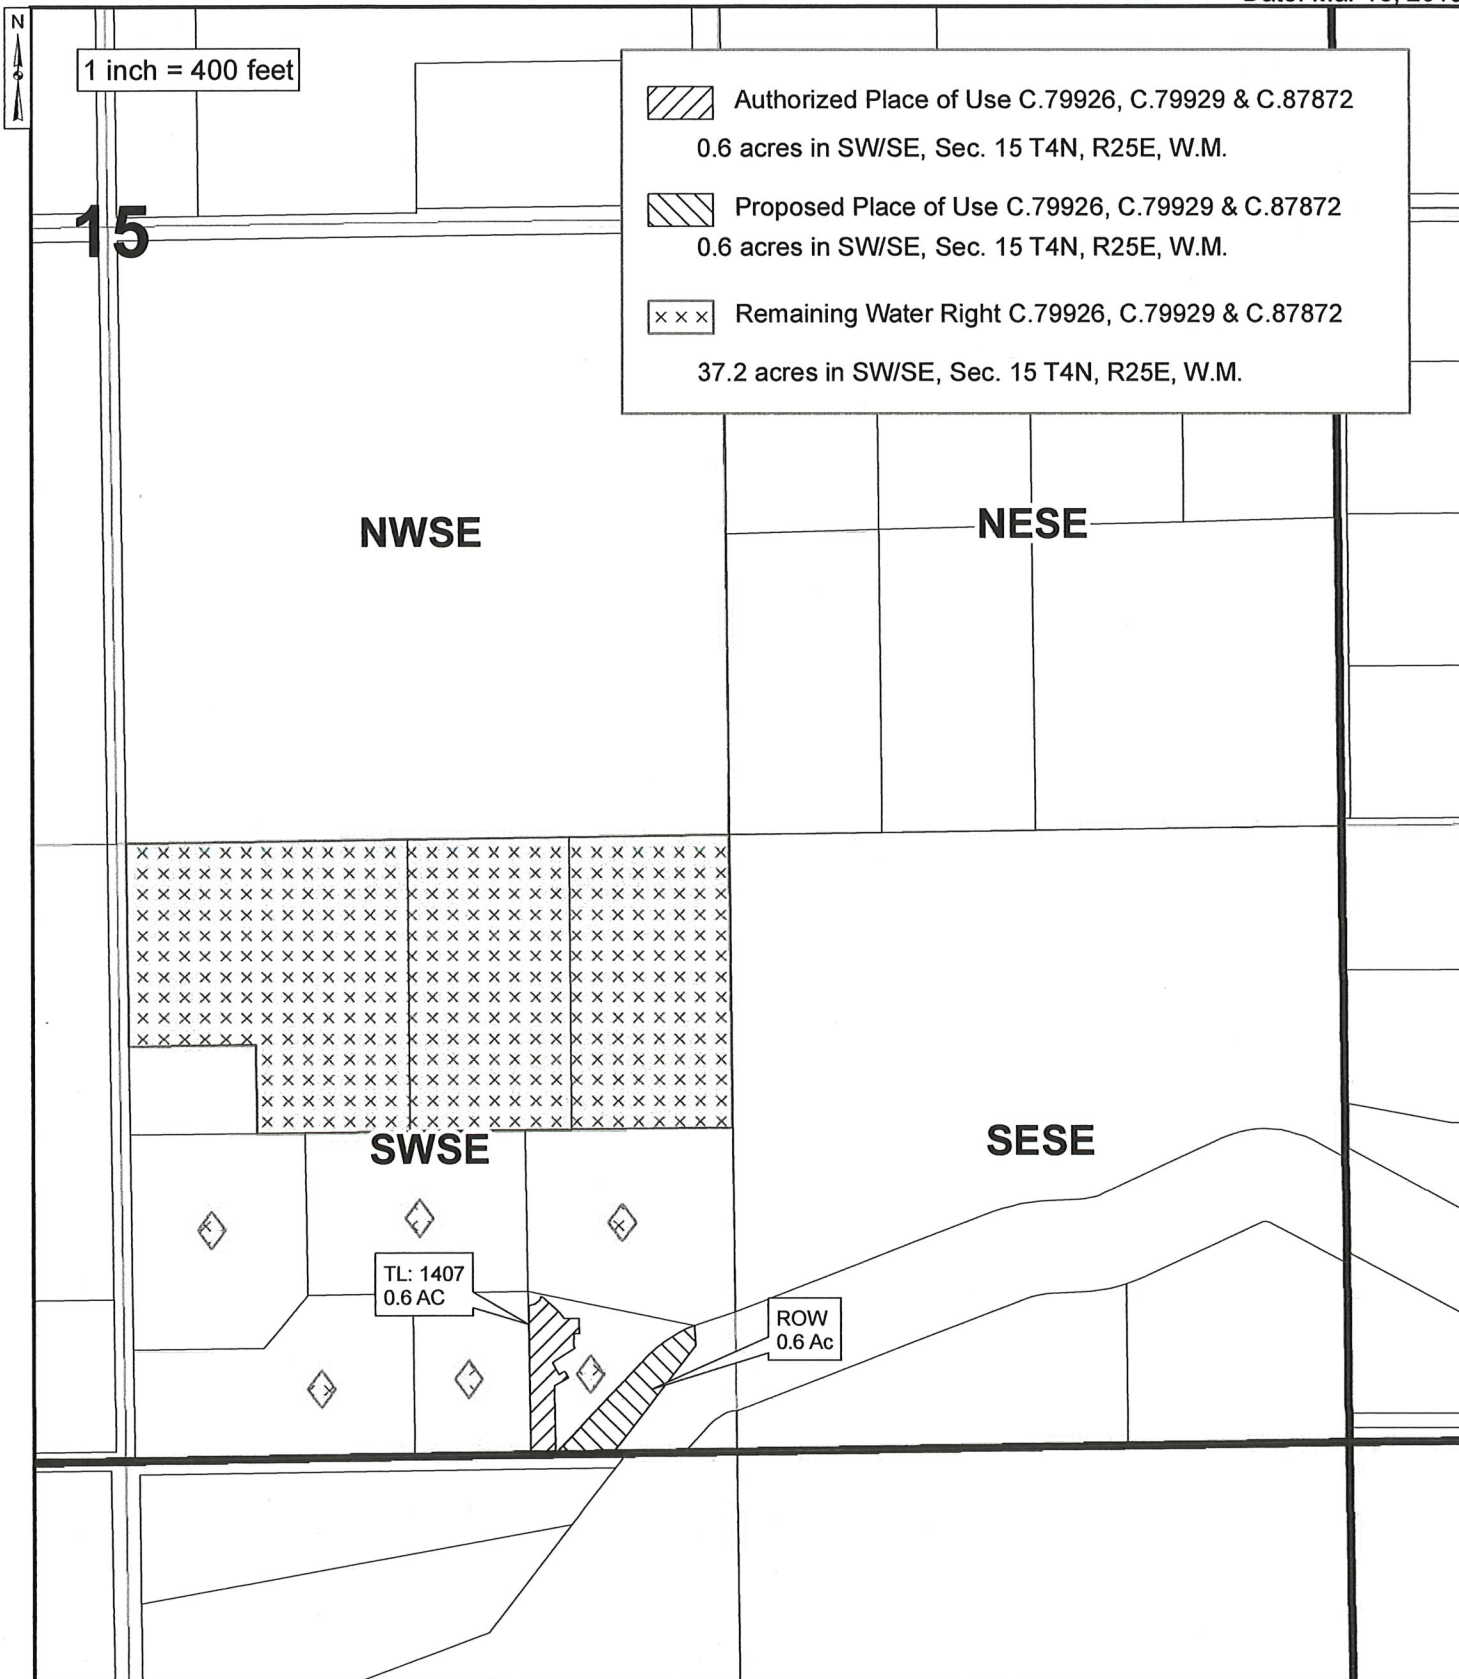 N
1 inch = 400 feet
Authorized Place of Use C.79926, C.79929 & C.87872
0.6 acres in SW/SE, Sec. 15 T4N, R25E, W.M.
Proposed Place of Use C.79926, C.79929 & C.87872
0.6 acres in SW/SE, Sec. 15 T4N, R25E, W.M.
x x x Remaining Water Right C.79926, C.79929 & C.87872
37.2 acres in SW/SE, Sec. 15 T4N, R25E, W.M.
15
NWSE
NESE
SWSE
SESE
TL: 1407
0.6 AC
ROW
0.6 Ac